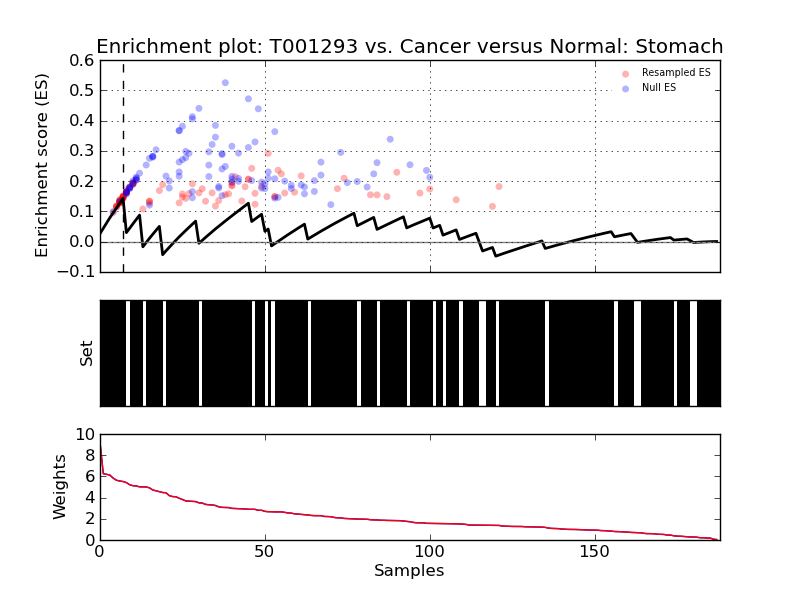 Enrichment plot: T001293 vs. Cancer versus Normal: Stomach
Enrichment score (ES)
0.6
0.5
0.4
0.3
0.2
0.1
0.0
−0.1
Resampled ES
Null ES
Set
Weights
10
8
6
4
2
0
0 50 100 150
Samples